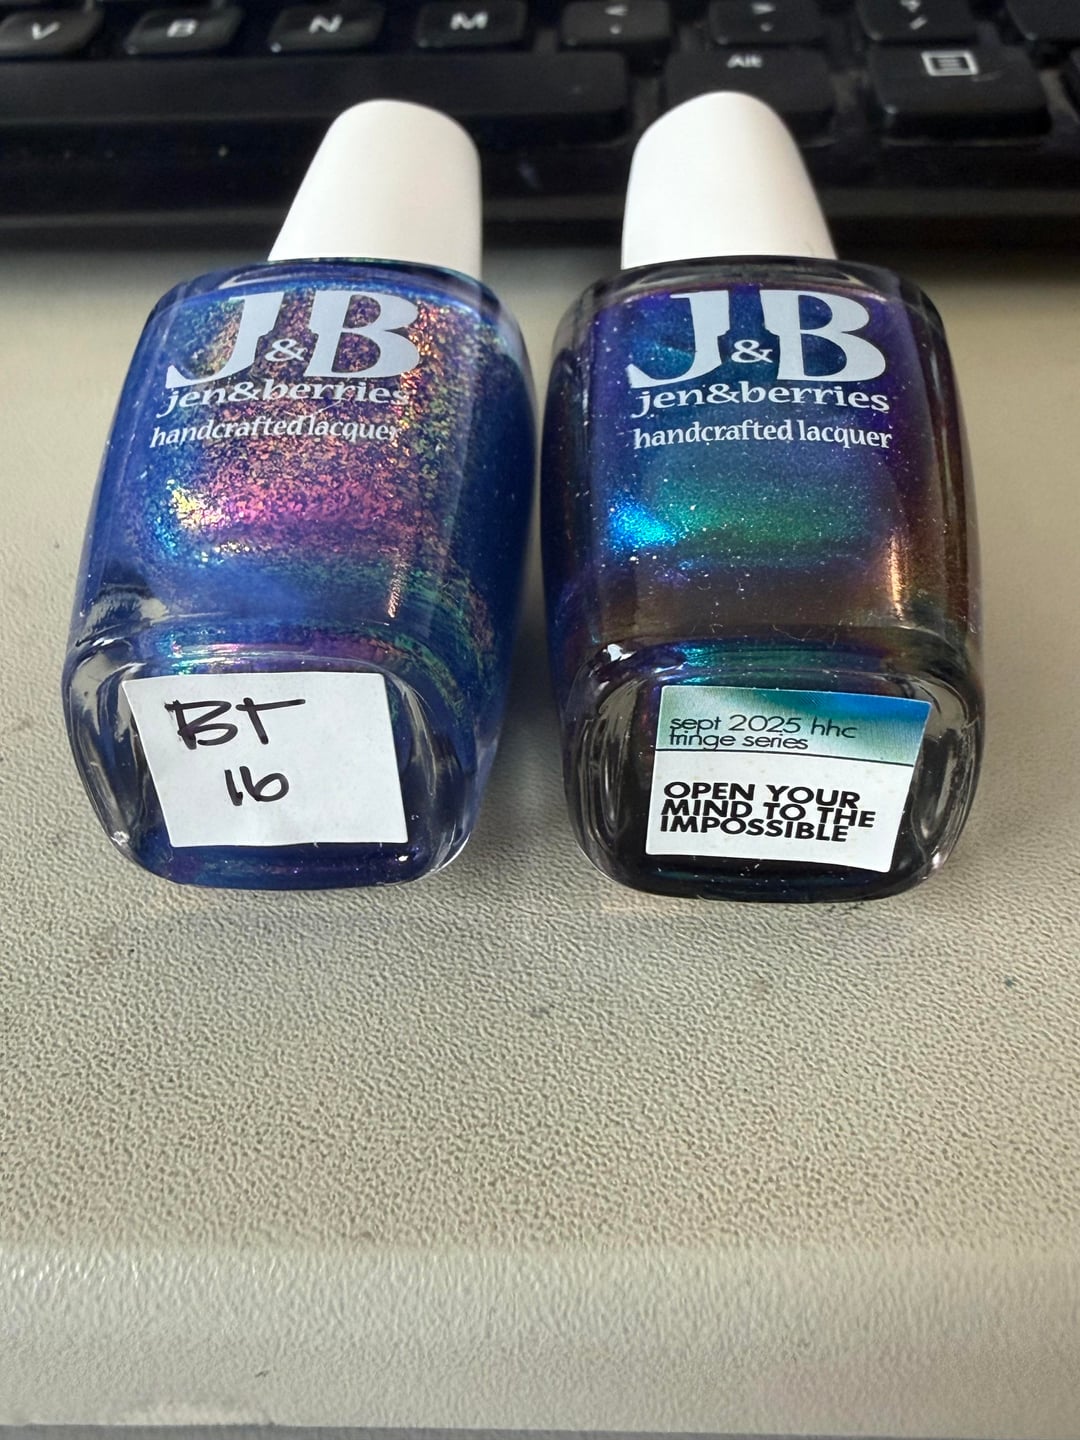 V B N M < , > . ? /
Alt
J&B
jen&berries
handcrafted lacquer
BT
16
J&B
jen&berries
handcrafted lacquer
sept 2025 hhc
fringe series
OPEN YOUR
MIND TO THE
IMPOSSIBLE